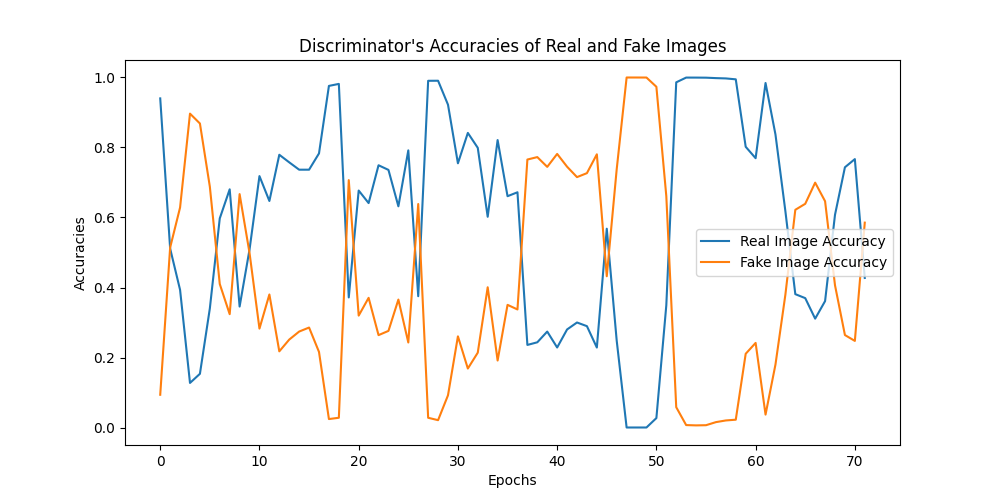 Discriminator's Accuracies of Real and Fake Images
1.0
0.8
0.6
0.4
0.2
0.0
Accuracies
Real Image Accuracy
Fake Image Accuracy
0 10 20 30 40 50 60 70
Epochs